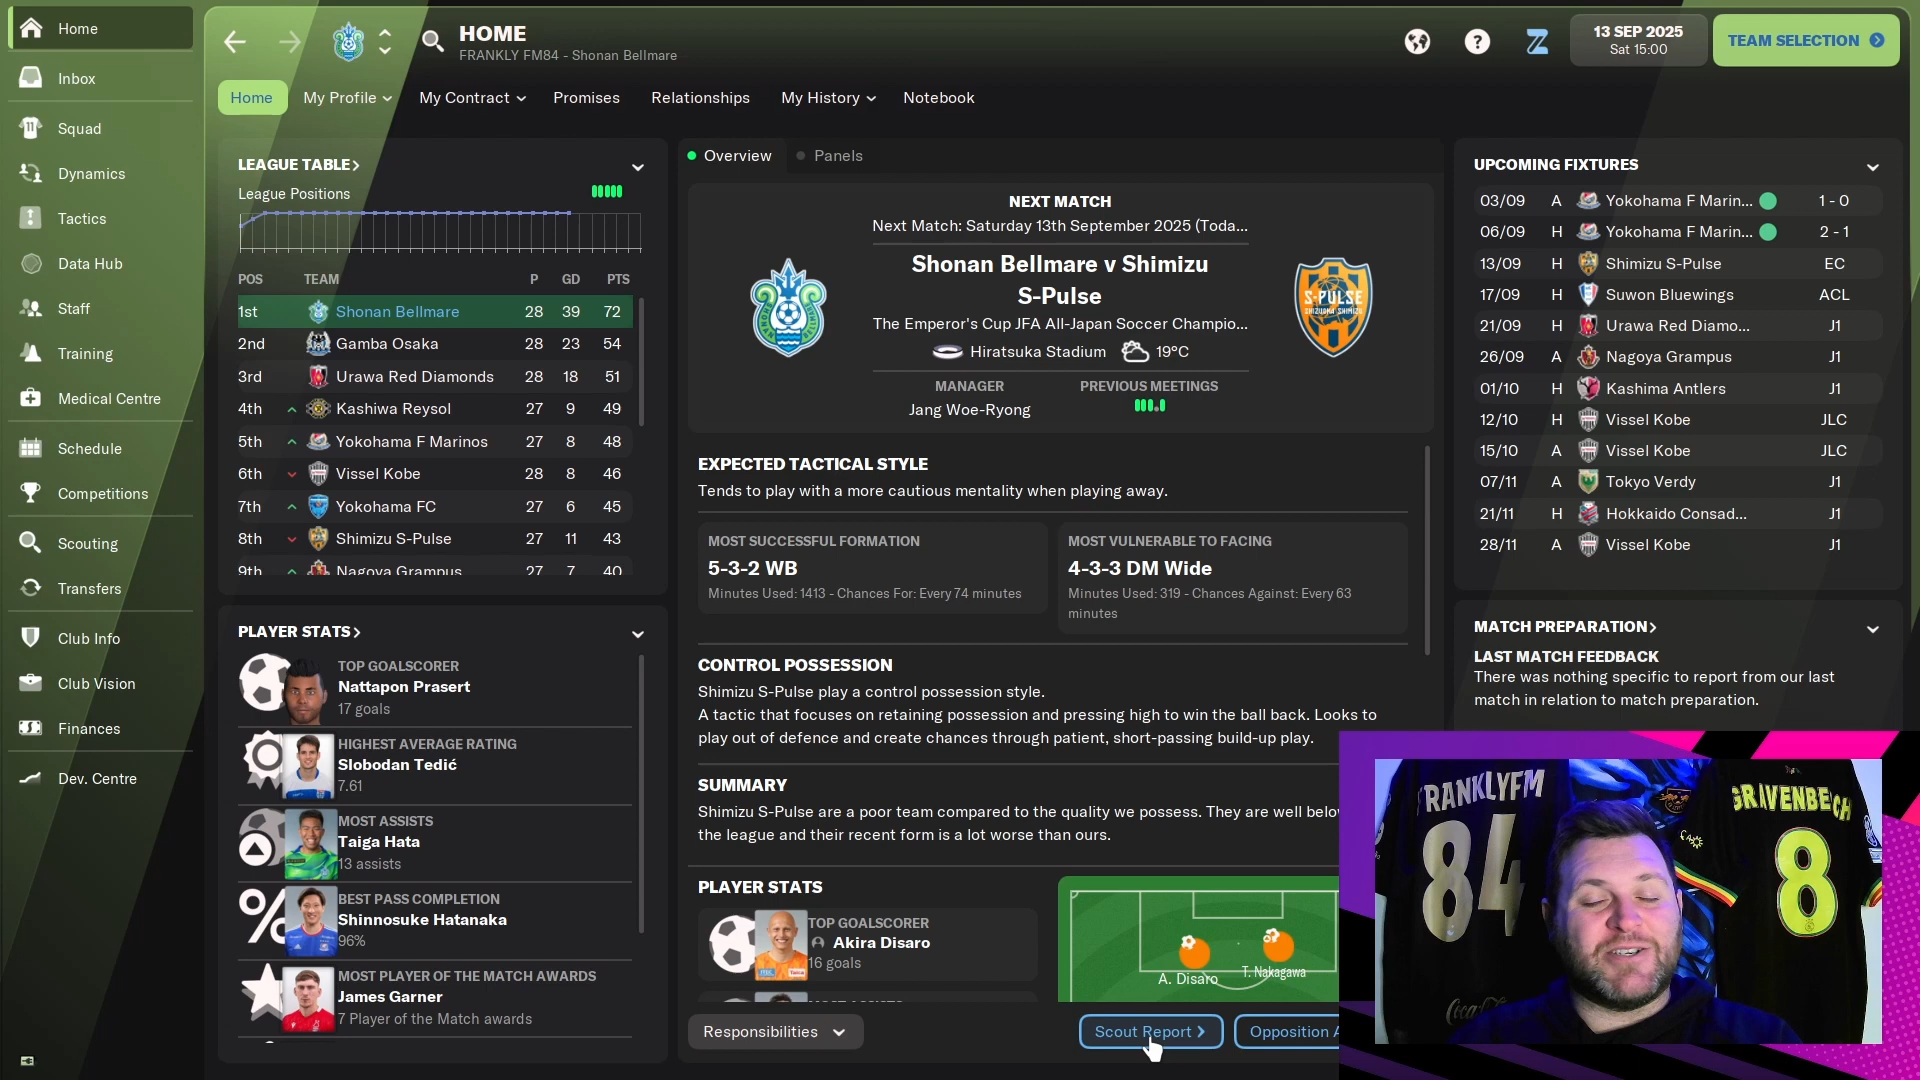 Home
Inbox
Squad
Dynamics
Tactics
Data Hub
Staff
Training
Medical Centre
Schedule
Competitions
Scouting
Transfers
Club Info
Club Vision
Finances
Dev. Centre
HOME
FRANKLY FM84 - Shonan Bellmare
13 SEP 2025
Sat 15:00
TEAM SELECTION
Home My Profile My Contract Promises Relationships My History Notebook
LEAGUE TABLE
League Positions
POS TEAM P GD PTS
1st Shonan Bellmare 28 39 72
2nd Gamba Osaka 28 23 54
3rd Urawa Red Diamonds 28 18 51
4th Kashiwa Reysol 27 9 49
5th Yokohama F Marinos 27 8 48
6th Vissel Kobe 28 8 46
7th Yokohama FC 27 6 45
8th Shimizu S-Pulse 27 11 43
9th Nagoya Grampus 27 7 40
PLAYER STATS
TOP GOALSCORER
Nattapon Prasert
17 goals
HIGHEST AVERAGE RATING
Slobodan Tedić
7.61
MOST ASSISTS
Taiga Hata
13 assists
BEST PASS COMPLETION
Shinnosuke Hatanaka
96%
MOST PLAYER OF THE MATCH AWARDS
James Garner
7 Player of the Match awards
Overview Panels
NEXT MATCH
Next Match: Saturday 13th September 2025 (Toda...
Shonan Bellmare v Shimizu
S-Pulse
The Emperor's Cup JFA All-Japan Soccer Champio...
Hiratsuka Stadium 19°C
MANAGER PREVIOUS MEETINGS
Jang Woe-Ryong
S-PULSE
EXPECTED TACTICAL STYLE
Tends to play with a more cautious mentality when playing away.
MOST SUCCESSFUL FORMATION
5-3-2 WB
Minutes Used: 1413 - Chances For: Every 74 minutes
MOST VULNERABLE TO FACING
4-3-3 DM Wide
Minutes Used: 319 - Chances Against: Every 63
minutes
CONTROL POSSESSION
Shimizu S-Pulse play a control possession style.
A tactic that focuses on retaining possession and pressing high to win the ball back. Looks to
play out of defence and create chances through patient, short-passing build-up play.
SUMMARY
Shimizu S-Pulse are a poor team compared to the quality we possess. They are well belo
the league and their recent form is a lot worse than ours.
PLAYER STATS
TOP GOALSCORER
Akira Disaro
16 goals
MOST ASSISTS
A. Disaro T. Nakagawa
Responsibilities
Scout Report
Opposition A
UPCOMING FIXTURES
03/09 A Yokohama F Marin... 1 - 0
06/09 H Yokohama F Marin... 2 - 1
13/09 H Shimizu S-Pulse EC
17/09 H Suwon Bluewings ACL
21/09 H Urawa Red Diamo... J1
26/09 A Nagoya Grampus J1
01/10 H Kashima Antlers J1
12/10 H Vissel Kobe JLC
15/10 A Vissel Kobe JLC
07/11 A Tokyo Verdy J1
21/11 H Hokkaido Consad... J1
28/11 A Vissel Kobe J1
MATCH PREPARATION
LAST MATCH FEEDBACK
There was nothing specific to report from our last
match in relation to match preparation.
FRANKLYFM
84
GRAVENBERCH
8
Coca-C